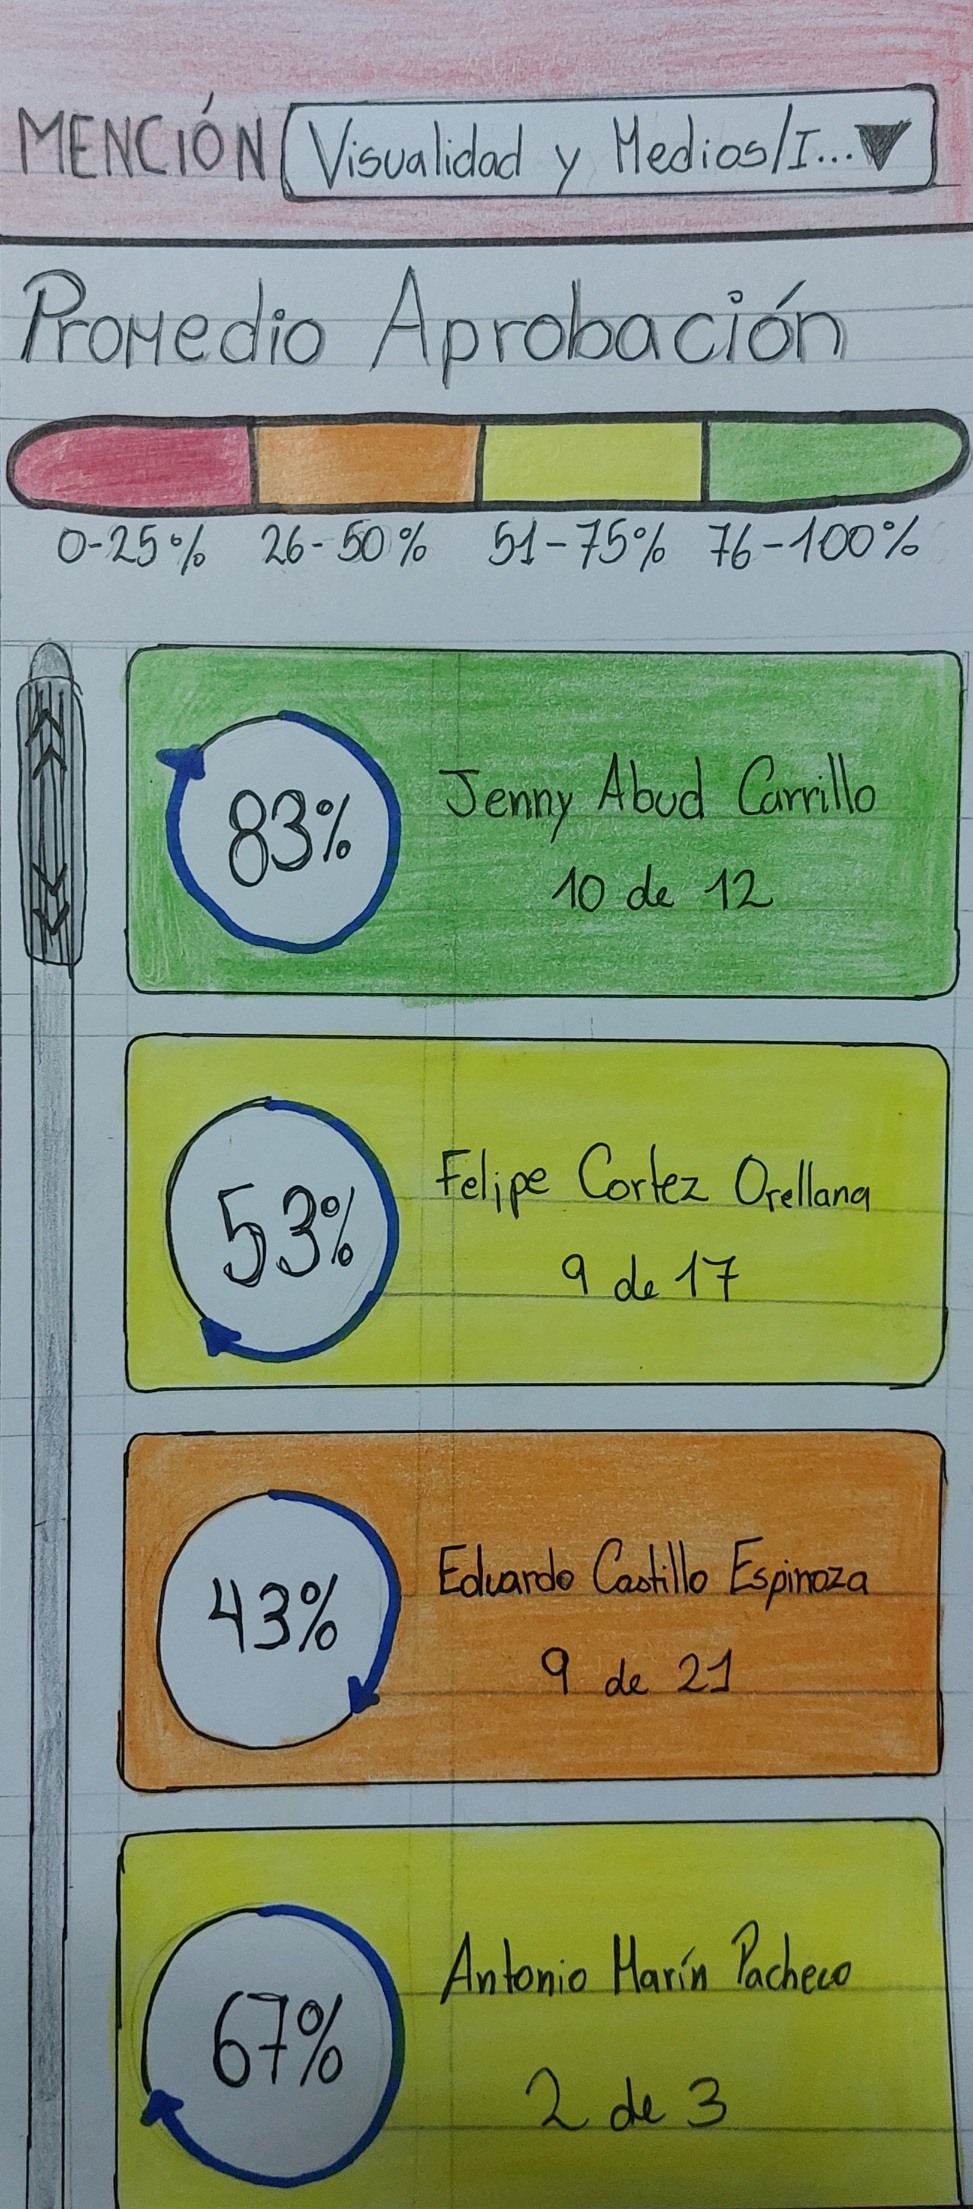 MENCIÓN Visualidad y Medios/I...
Promedio Aprobación
0-25% 26-50% 51-75% 76-100%
83%
Jenny Abud Carrillo
10 de 12
53%
Felipe Cortez Orellana
9 de 17
43%
Eduardo Castillo Espinoza
9 de 21
67%
Antonio Marín Pacheco
2 de 3